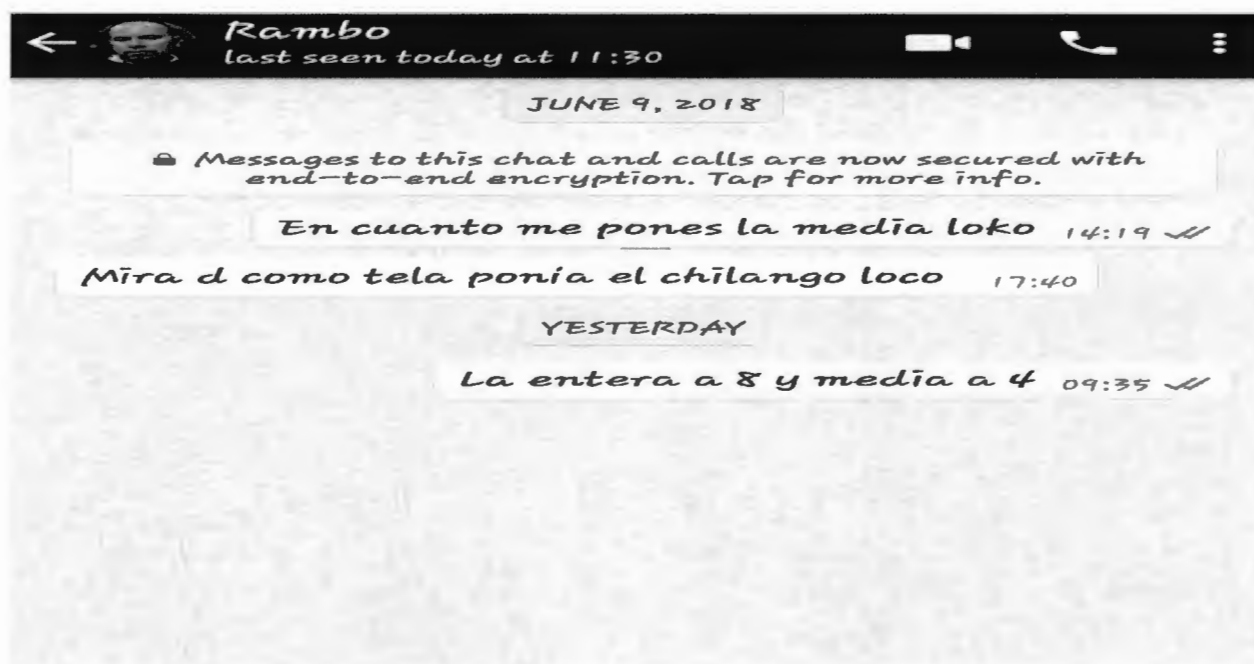 Rambo
last seen today at 11:30
JUNE 9, 2018
Messages to this chat and calls are now secured with
end-to-end encryption. Tap for more info.
En cuanto me pones la media loko 14:19
Mira d como tela ponia el chilango loco 17:40
YESTERDAY
La entera a 8 y media a 4 09:35